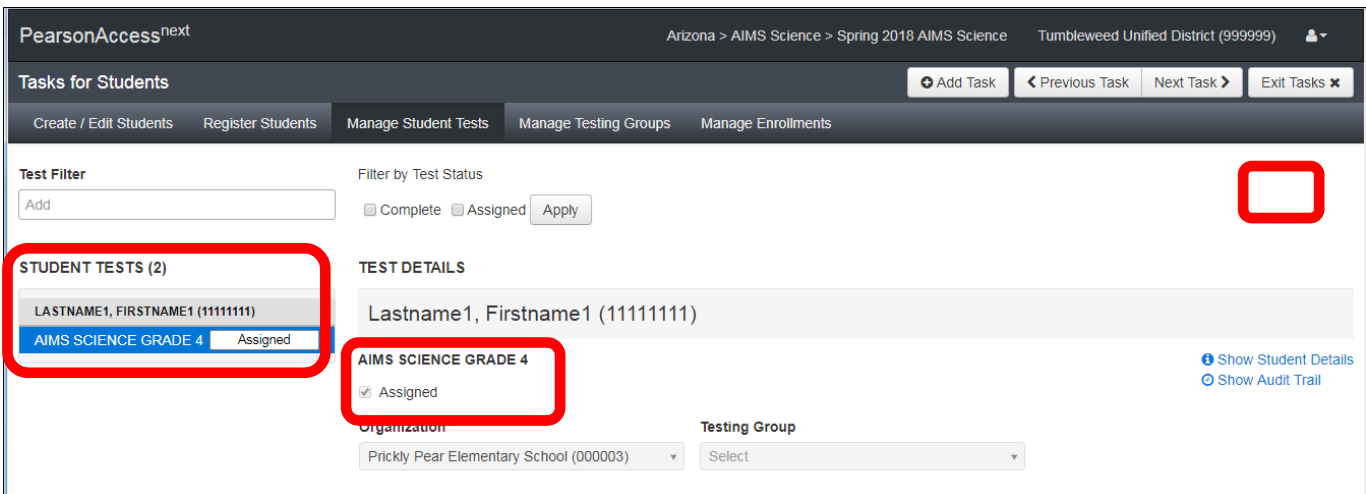 PearsonAccessnext
Arizona > AIMS Science > Spring 2018 AIMS Science Tumbleweed Unified District (999999)
Tasks for Students
Add Task Previous Task Next Task Exit Tasks
Create / Edit Students Register Students Manage Student Tests Manage Testing Groups Manage Enrollments
Test Filter
Add
Filter by Test Status
Complete Assigned Apply
STUDENT TESTS (2)
LASTNAME1, FIRSTNAME1 (11111111)
AIMS SCIENCE GRADE 4 Assigned
TEST DETAILS
Lastname1, Firstname1 (11111111)
AIMS SCIENCE GRADE 4
Assigned
Show Student Details
Show Audit Trail
Organization
Prickly Pear Elementary School (000003)
Testing Group
Select